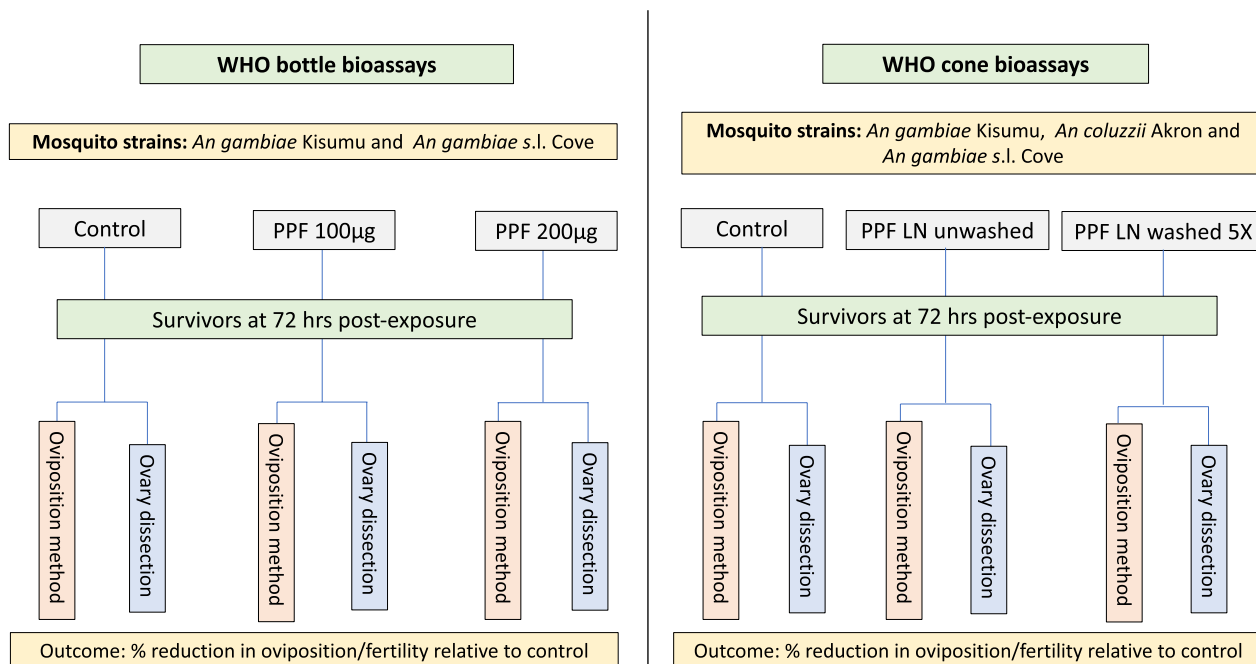 WHO bottle bioassays
Mosquito strains: An gambiae Kisumu and An gambiae s.l. Cove
Control
PPF 100µg
PPF 200µg
Survivors at 72 hrs post-exposure
Oviposition method
Ovary dissection
Oviposition method
Ovary dissection
Oviposition method
Ovary dissection
Outcome: % reduction in oviposition/fertility relative to control
WHO cone bioassays
Mosquito strains: An gambiae Kisumu, An coluzzii Akron and
An gambiae s.l. Cove
Control
PPF LN unwashed
PPF LN washed 5X
Survivors at 72 hrs post-exposure
Oviposition method
Ovary dissection
Oviposition method
Ovary dissection
Oviposition method
Ovary dissection
Outcome: % reduction in oviposition/fertility relative to control